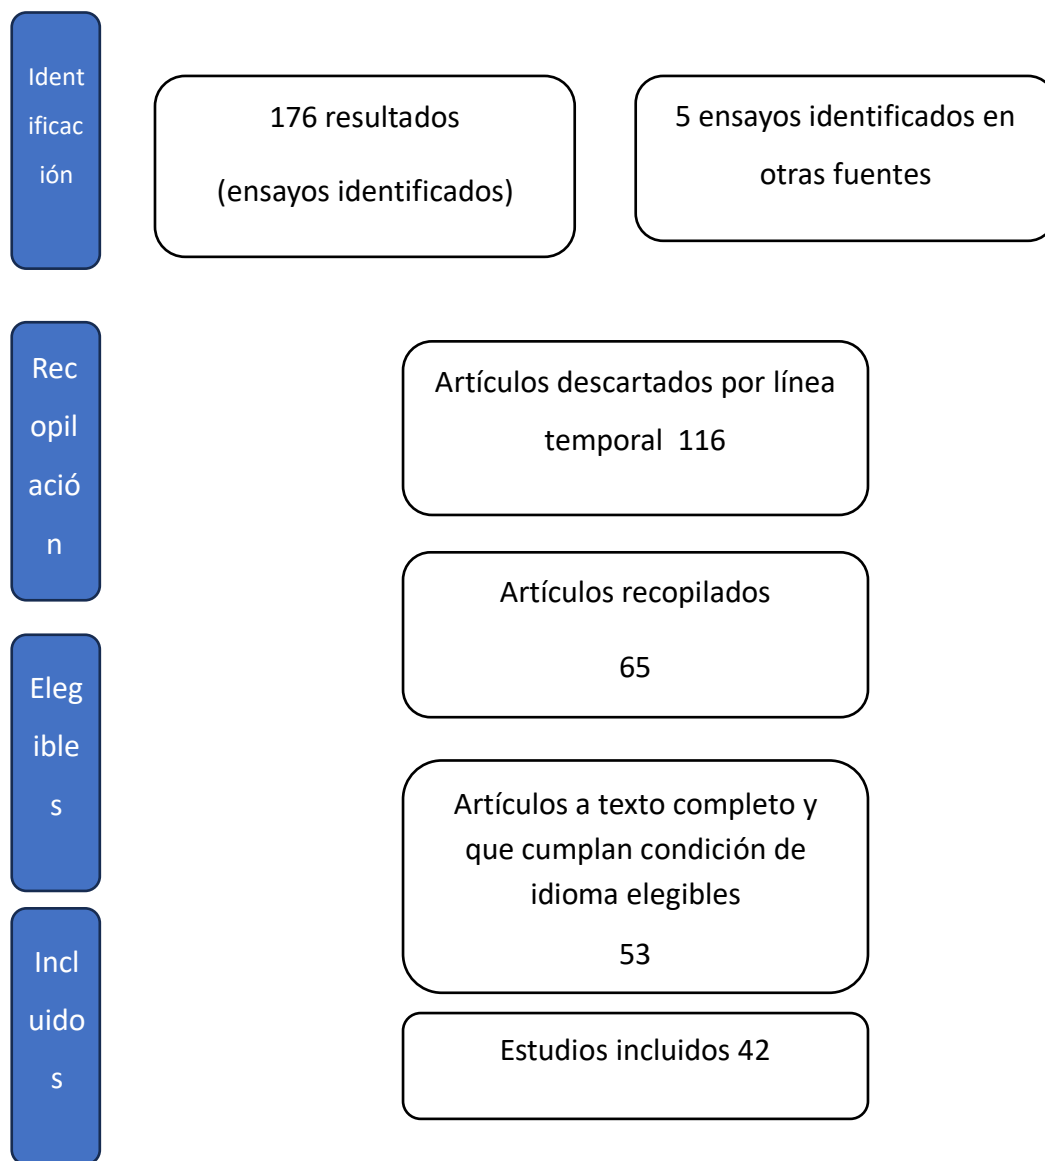 Ident
ificac
ión
176 resultados
(ensayos identificados)
5 ensayos identificados en
otras fuentes
Rec
opil
ació
n
Artículos descartados por línea
temporal 116
Artículos recopilados
65
Eleg
ible
s
Artículos a texto completo y
que cumplan condición de
idioma elegibles
53
Incl
uido
s
Estudios incluidos 42